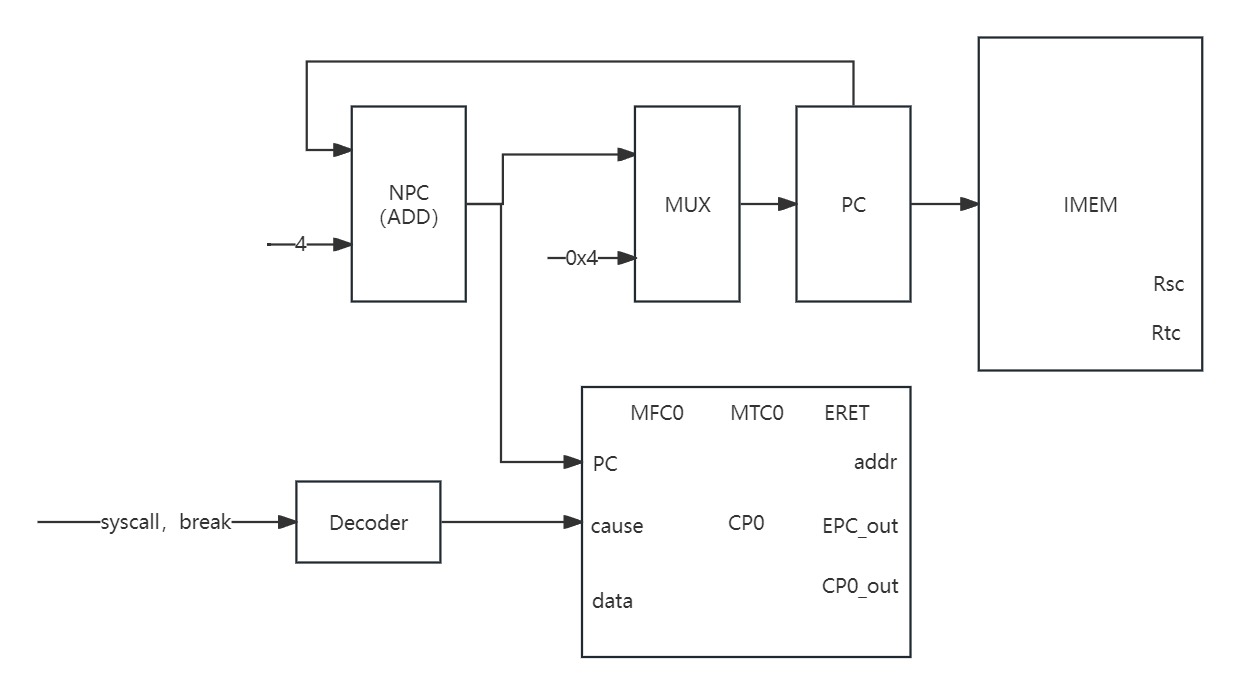 NPC
(ADD)
MUX
PC
IMEM
4
0x4
Rsc
Rtc
MFC0
MTC0
ERET
PC
addr
syscall，break
Decoder
cause
CP0
EPC_out
data
CP0_out